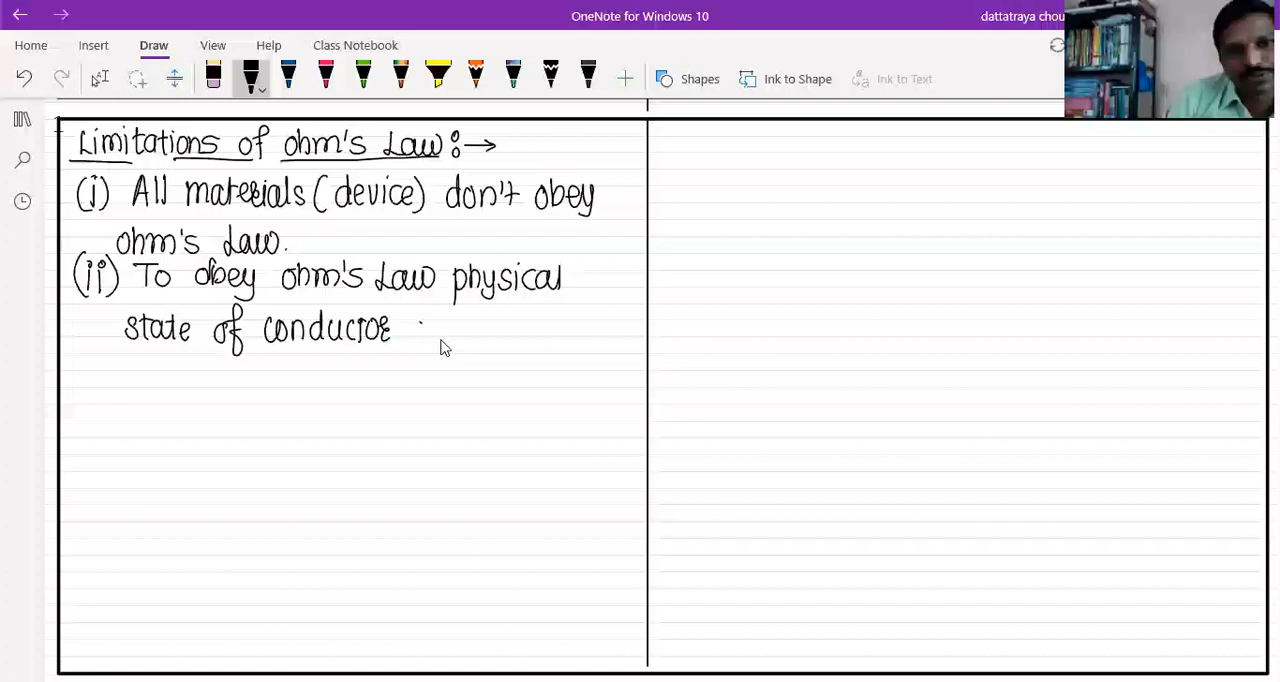 OneNote for Windows 10
dattatraya chou
Home Insert Draw View Help Class Notebook
Shapes Ink to Shape Ink to Text
Limitations of ohm's Law :→
(i) All materials (device) don't obey
ohm's Law.
(ii) To obey ohm's Law physical
state of conductor